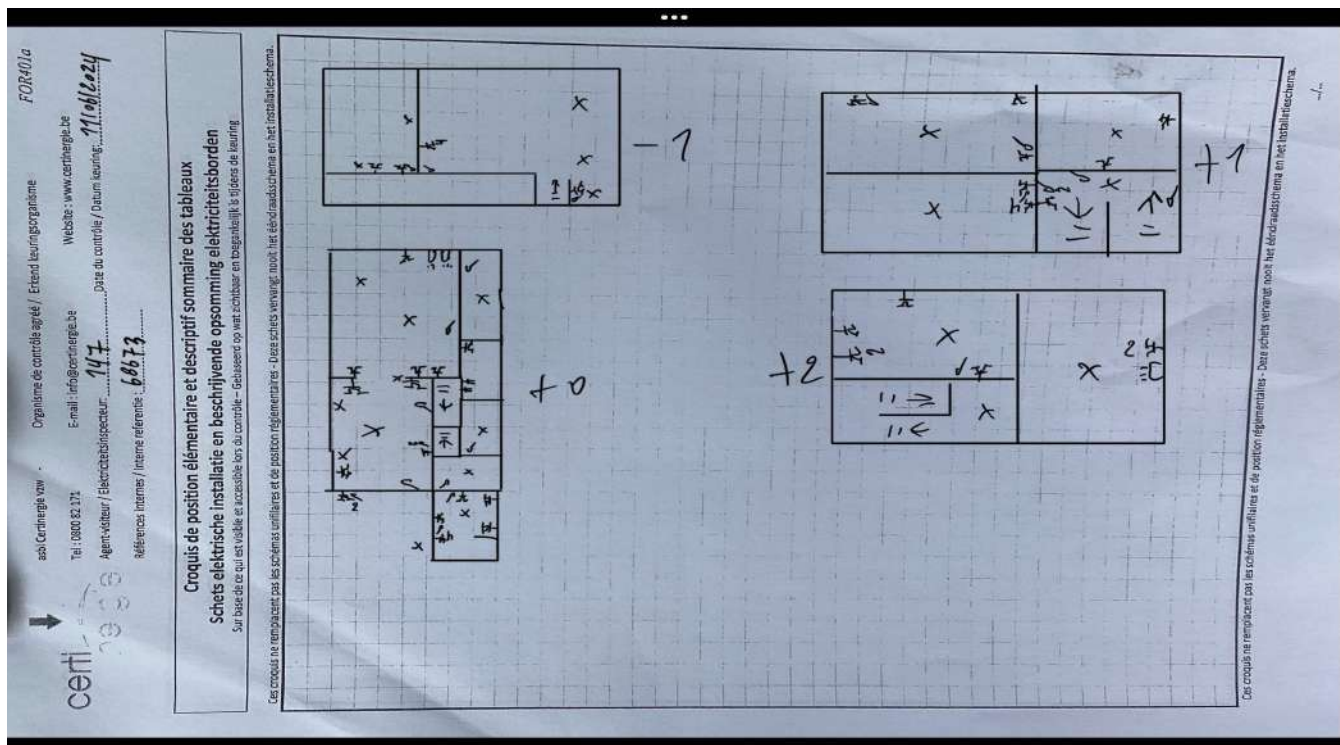 FOR401a
asbl Certinergie vzw - Organisme de contrôle agréé / Erkend keuringsorganisme
certi
Tel : 0800 82 171 E-mail : info@certinergie.be Website : www.certinergie.be
Agent-visiteur / Elektriciteitsinspecteur: 747 Date du contrôle / Datum keuring: 11/06/2024
Références internes / Interne referentie : 68673
Croquis de position élémentaire et descriptif sommaire des tableaux
Schets elektrische installatie en beschrijvende opsomming elektriciteitsborden
Sur base de ce qui est visible et accessible lors du contrôle – Gebaseerd op wat zichtbaar en toegankelijk is tijdens de keuring
Ces croquis ne remplacent pas les schémas unifilaires et de position réglementaires - Deze schets vervangt nooit het ééndraadsschema en het installatieschema.
+0
-1
+2
+1
Ces croquis ne remplacent pas les schémas unifilaires et de position réglementaires - Deze schets vervangt nooit het ééndraadsschema en het installatieschema.